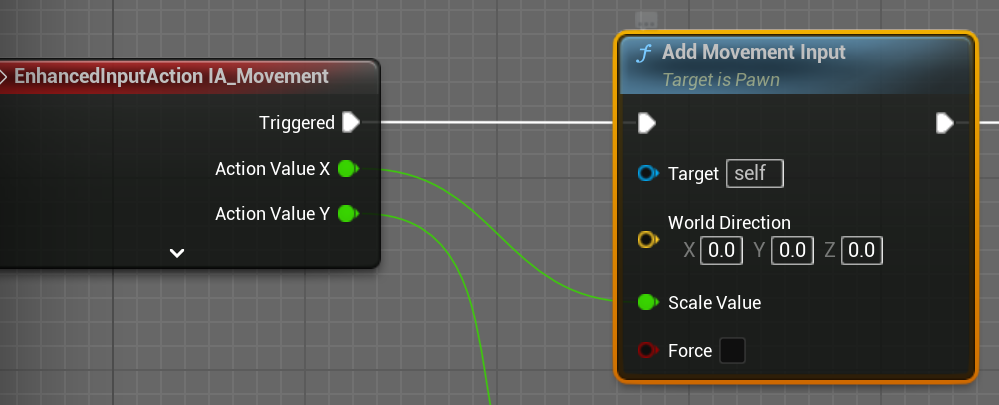 EnhancedInputAction IA_Movement
Triggered
Action Value X
Action Value Y
f Add Movement Input
Target is Pawn
Target self
World Direction
X 0.0 Y 0.0 Z 0.0
Scale Value
Force